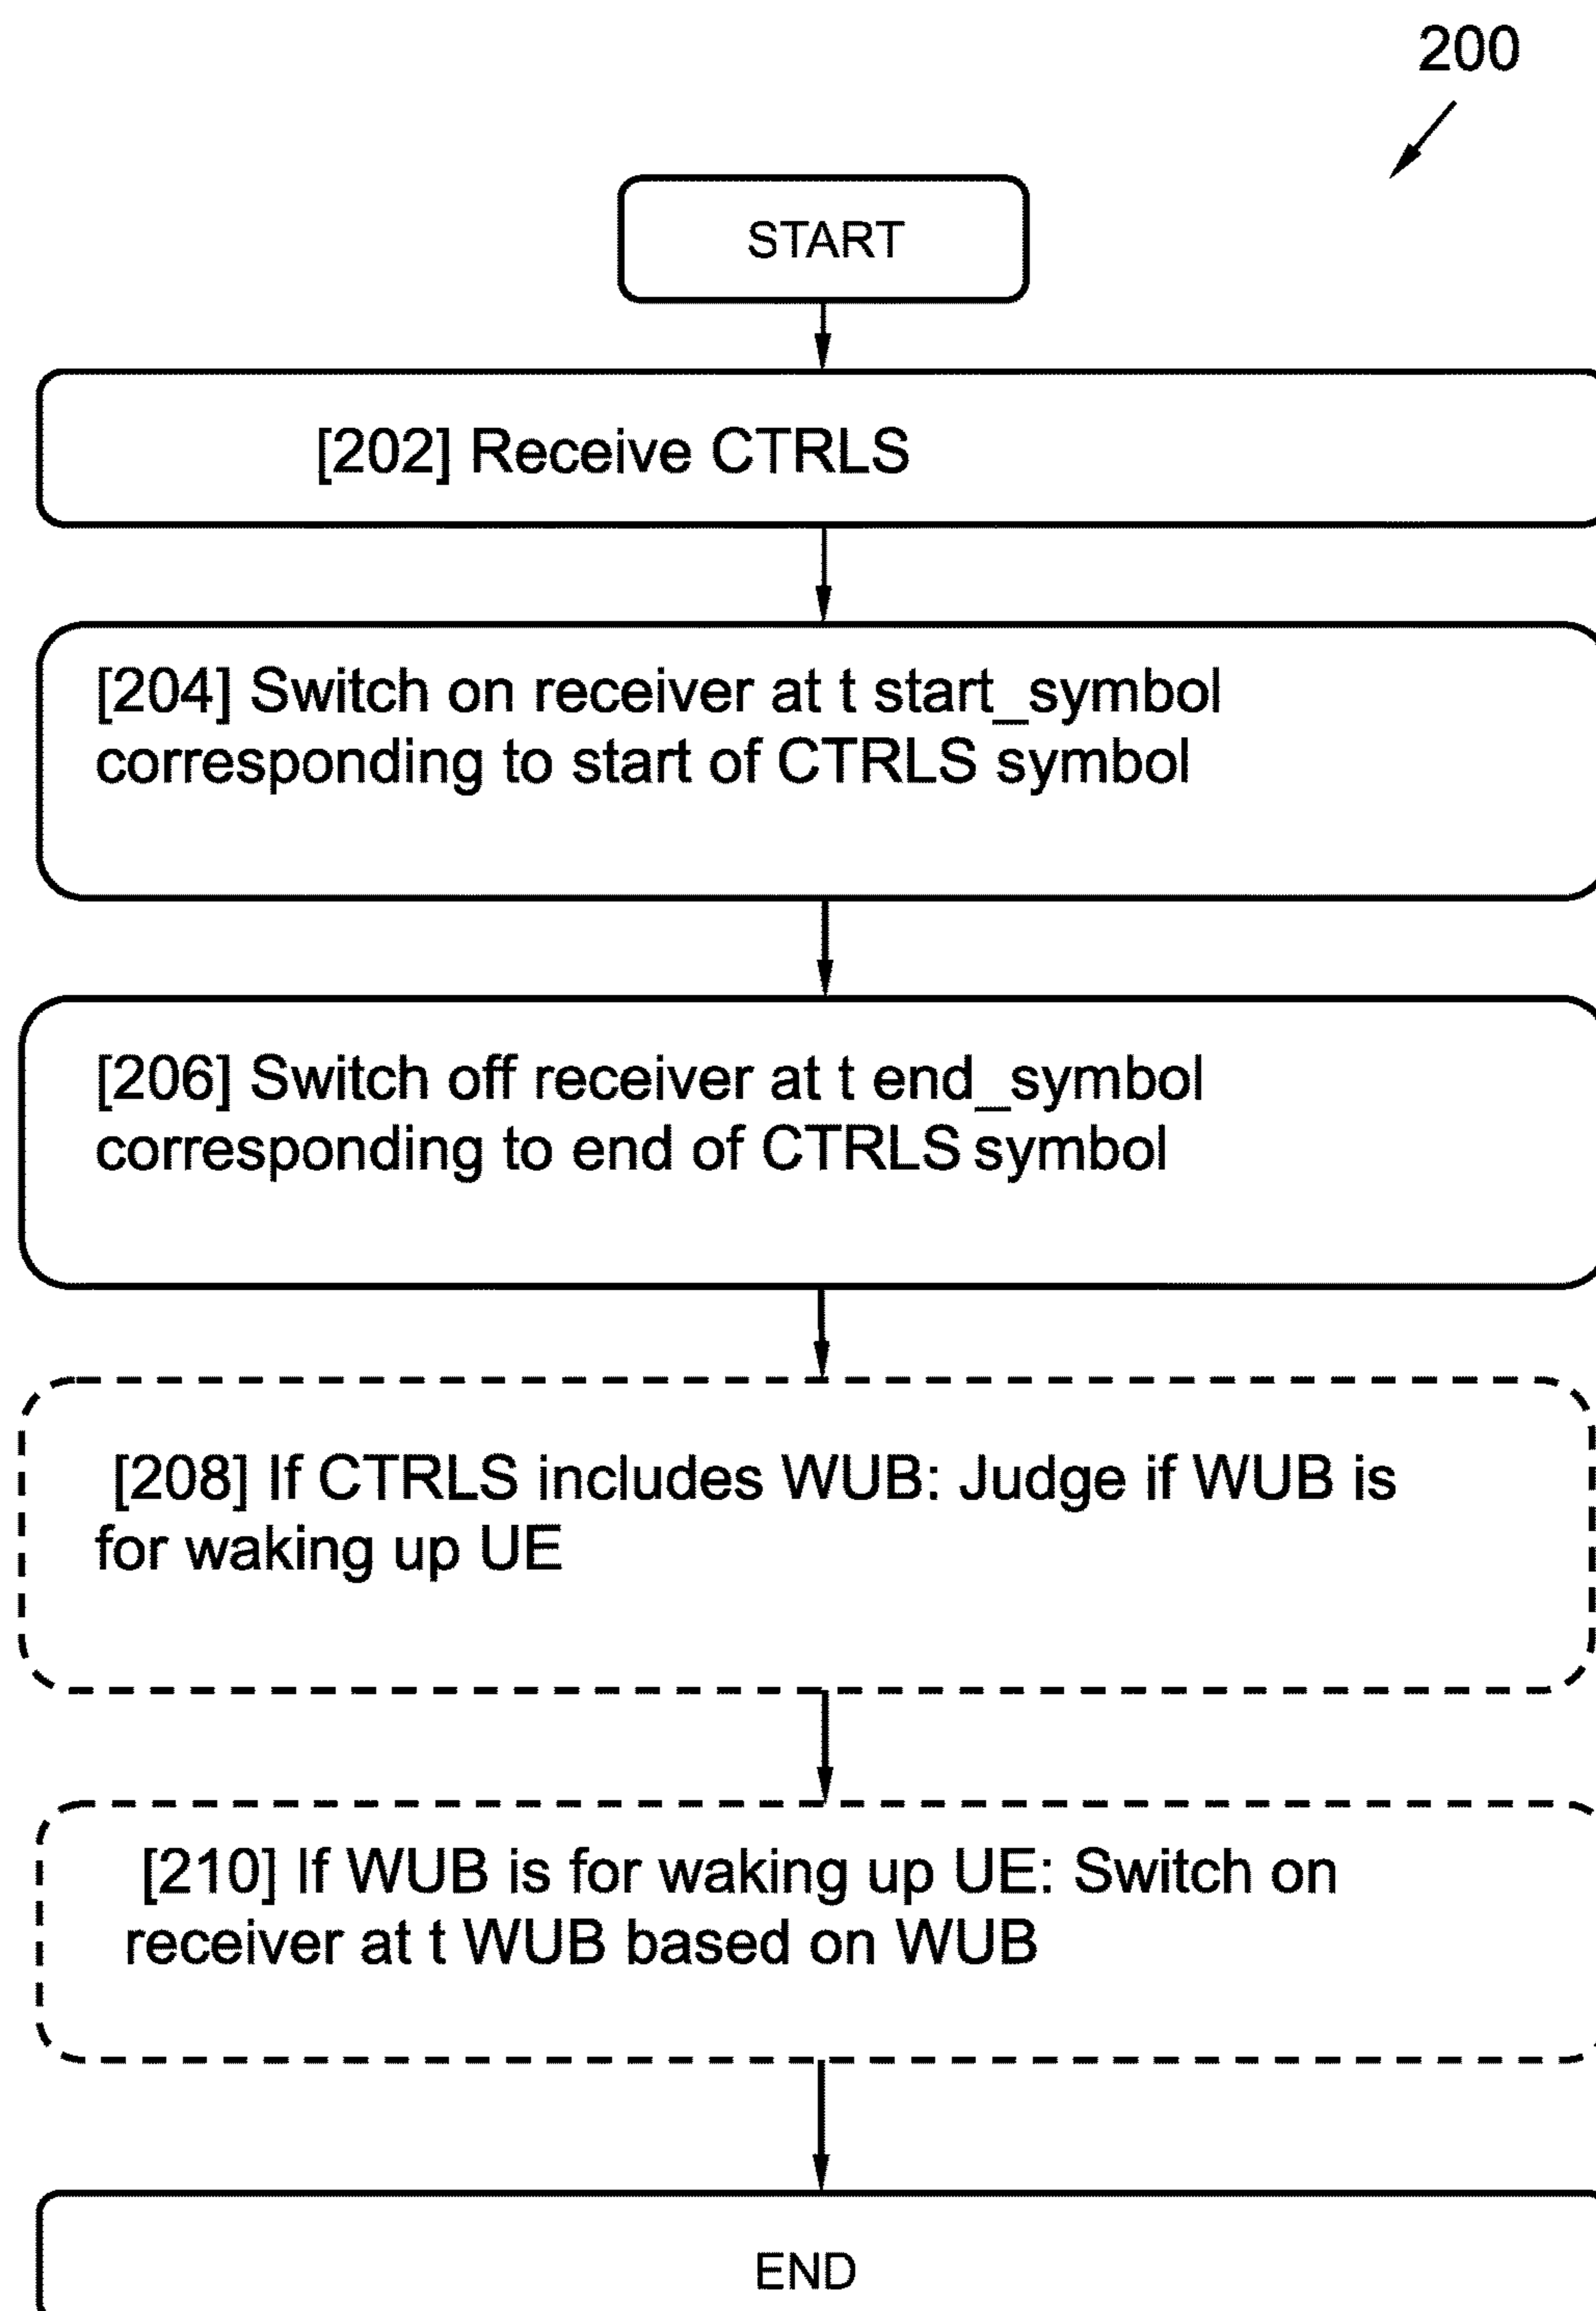 200
START
[202] Receive CTRLS
[204] Switch on receiver at t start_symbol
corresponding to start of CTRLS symbol
[206] Switch off receiver at t end_symbol
corresponding to end of CTRLS symbol
[208] If CTRLS includes WUB: Judge if WUB is
for waking up UE
[210] If WUB is for waking up UE: Switch on
receiver at t WUB based on WUB
END